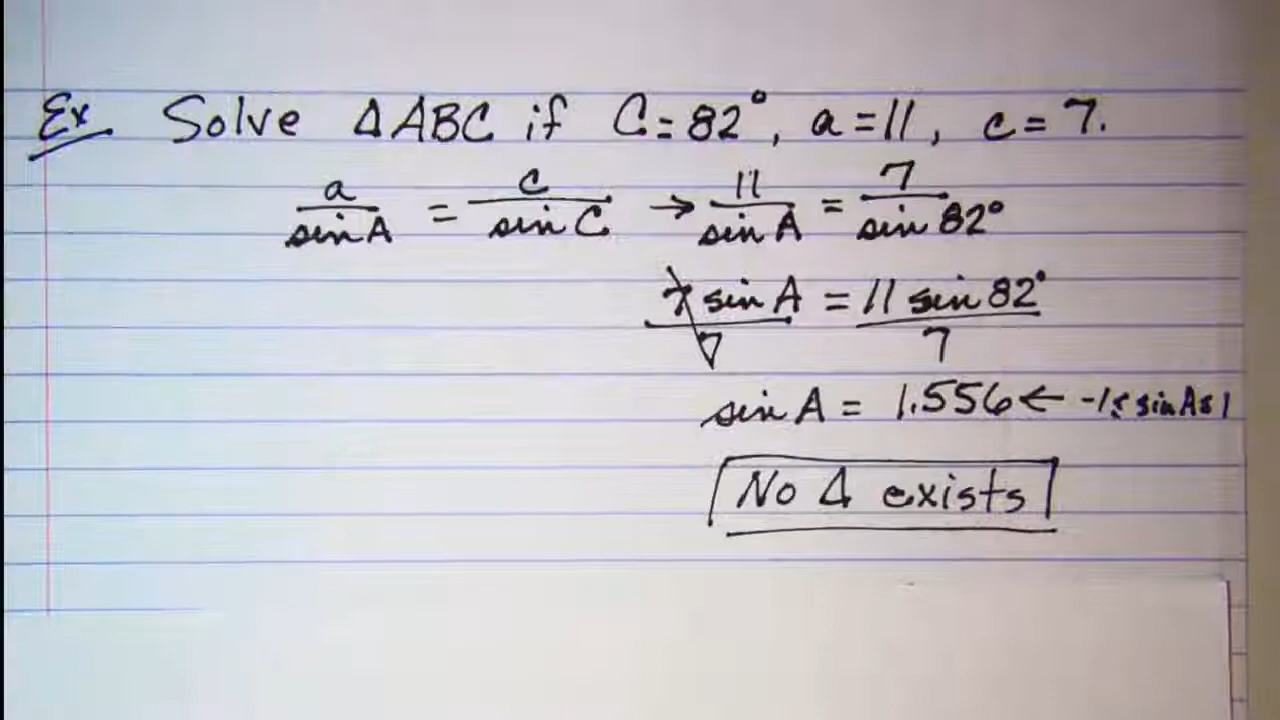 Ex Solve ΔABC if C = 82°, a = 11, c = 7.
a/sin A = c/sin C → 11/sin A = 7/sin 82°
7 sin A/7 = 11 sin 82°/7
sin A = 1.556 ← -1 ≤ sin A ≤ 1
No Δ exists